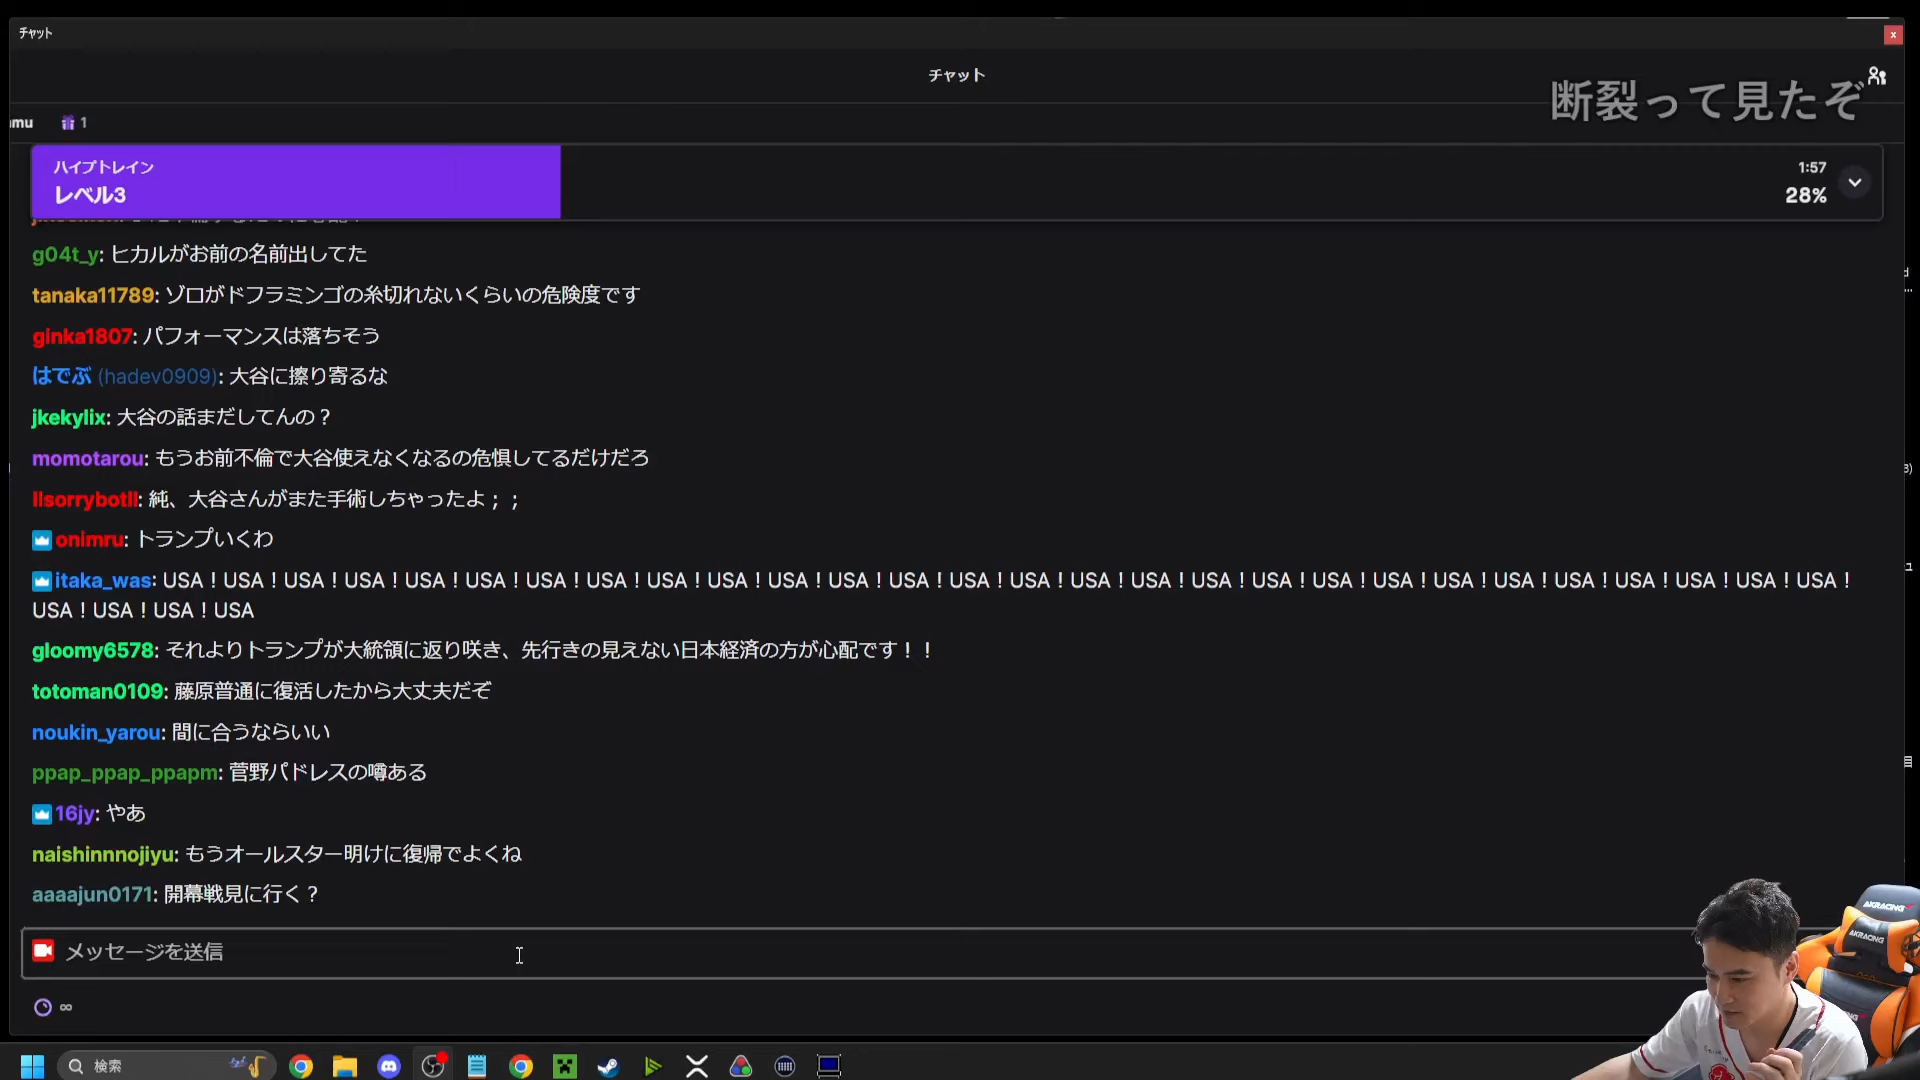 チャット
チャット
断裂って見たぞ
mu 1
ハイプトレイン
レベル3
1:57
28%
g04t_y: ヒカルがお前の名前出してた
tanaka11789: ゾロがドフラミンゴの糸切れないくらいの危険度です
ginka1807: パフォーマンスは落ちそう
はでぶ (hadev0909): 大谷に擦り寄るな
jkekylix: 大谷の話まだしてんの？
momotarou: もうお前不倫で大谷使えなくなるの危惧してるだけだろ
llsorrybotll: 純、大谷さんがまた手術しちゃったよ；；
onimru: トランプいくわ
itaka_was: USA！USA！USA！USA！USA！USA！USA！USA！USA！USA！USA！USA！USA！USA！USA！USA！USA！USA！USA！USA！USA！USA！USA！USA！USA！USA！USA！USA！
USA！USA！USA！USA
gloomy6578: それよりトランプが大統領に返り咲き、先行きの見えない日本経済の方が心配です！！
totoman0109: 藤原普通に復活したから大丈夫だぞ
noukin_yarou: 間に合うならいい
ppap_ppap_ppapm: 菅野パドレスの噂ある
16jy: やあ
naishinnnojiyu: もうオールスター明けに復帰でよくね
aaaajun0171: 開幕戦見に行く？
メッセージを送信
∞
検索
AKRACING
AKRACING